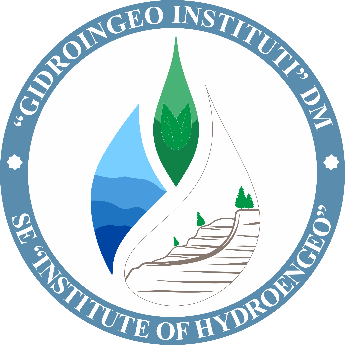 “GIDROINGEO INSTITUTI” DM
SE “INSTITUTE OF HYDROENGEO”